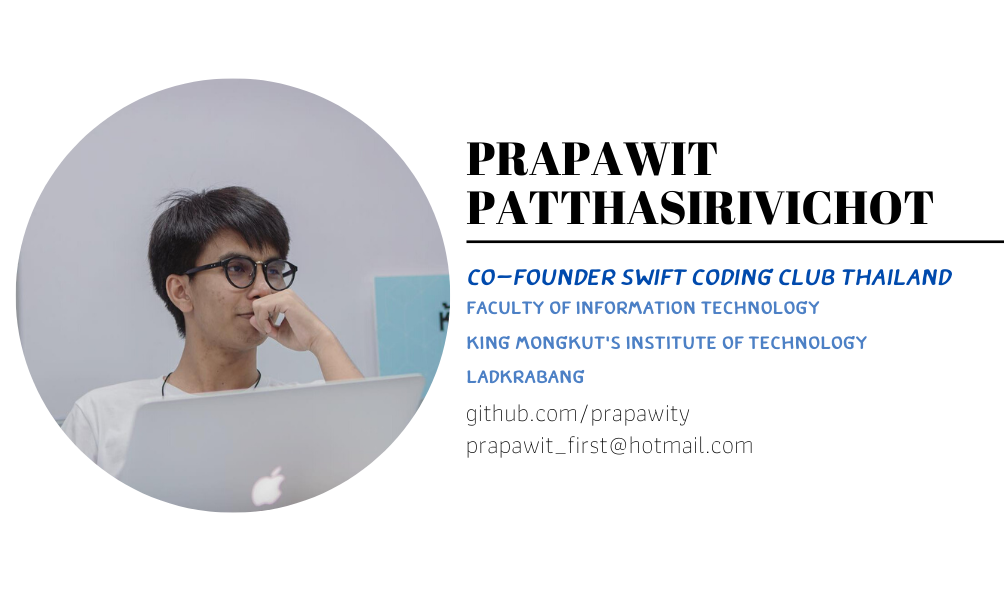 PRAPAWIT
PATTHASIRIVICHOT
CO-FOUNDER SWIFT CODING CLUB THAILAND
FACULTY OF INFORMATION TECHNOLOGY
KING MONGKUT'S INSTITUTE OF TECHNOLOGY
LADKRABANG
github.com/prapawity
prapawit_first@hotmail.com